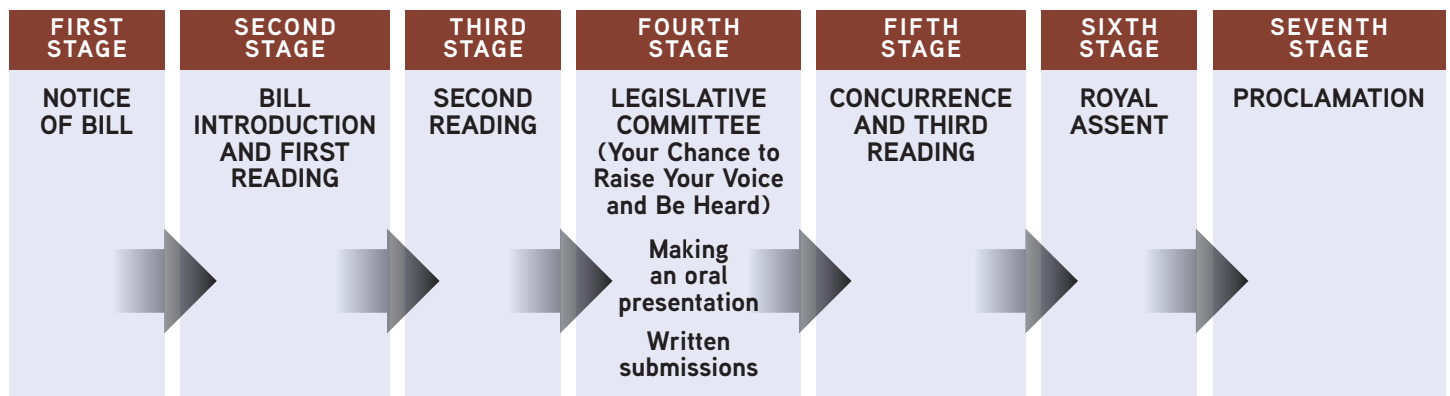 FIRST
STAGE
NOTICE
OF BILL
SECOND
STAGE
BILL
INTRODUCTION
AND FIRST
READING
THIRD
STAGE
SECOND
READING
FOURTH
STAGE
LEGISLATIVE
COMMITTEE
(Your Chance to
Raise Your Voice
and Be Heard)
Making
an oral
presentation
Written
submissions
FIFTH
STAGE
CONCURRENCE
AND THIRD
READING
SIXTH
STAGE
ROYAL
ASSENT
SEVENTH
STAGE
PROCLAMATION